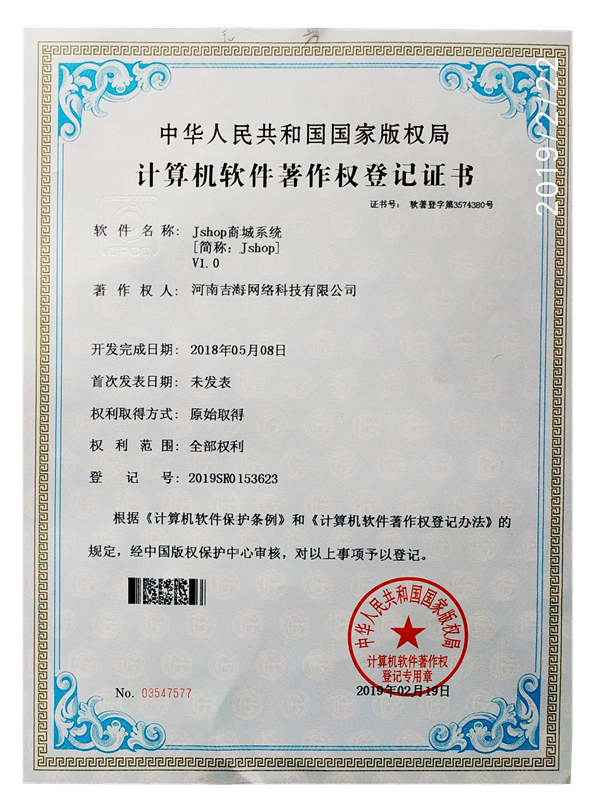 2019/2/22
中华人民共和国国家版权局
计算机软件著作权登记证书
证书号： 软著登字第3574380号
软件名称： Jshop商城系统
[简称：Jshop]
V1.0
著作权人： 河南吉海网络科技有限公司
开发完成日期： 2018年05月08日
首次发表日期： 未发表
权利取得方式： 原始取得
权利范围： 全部权利
登记号： 2019SR0153623
根据《计算机软件保护条例》和《计算机软件著作权登记办法》的
规定，经中国版权保护中心审核，对以上事项予以登记。
中华人民共和国国家版权局
计算机软件著作权
登记专用章
2019年02月19日
No. 03547577